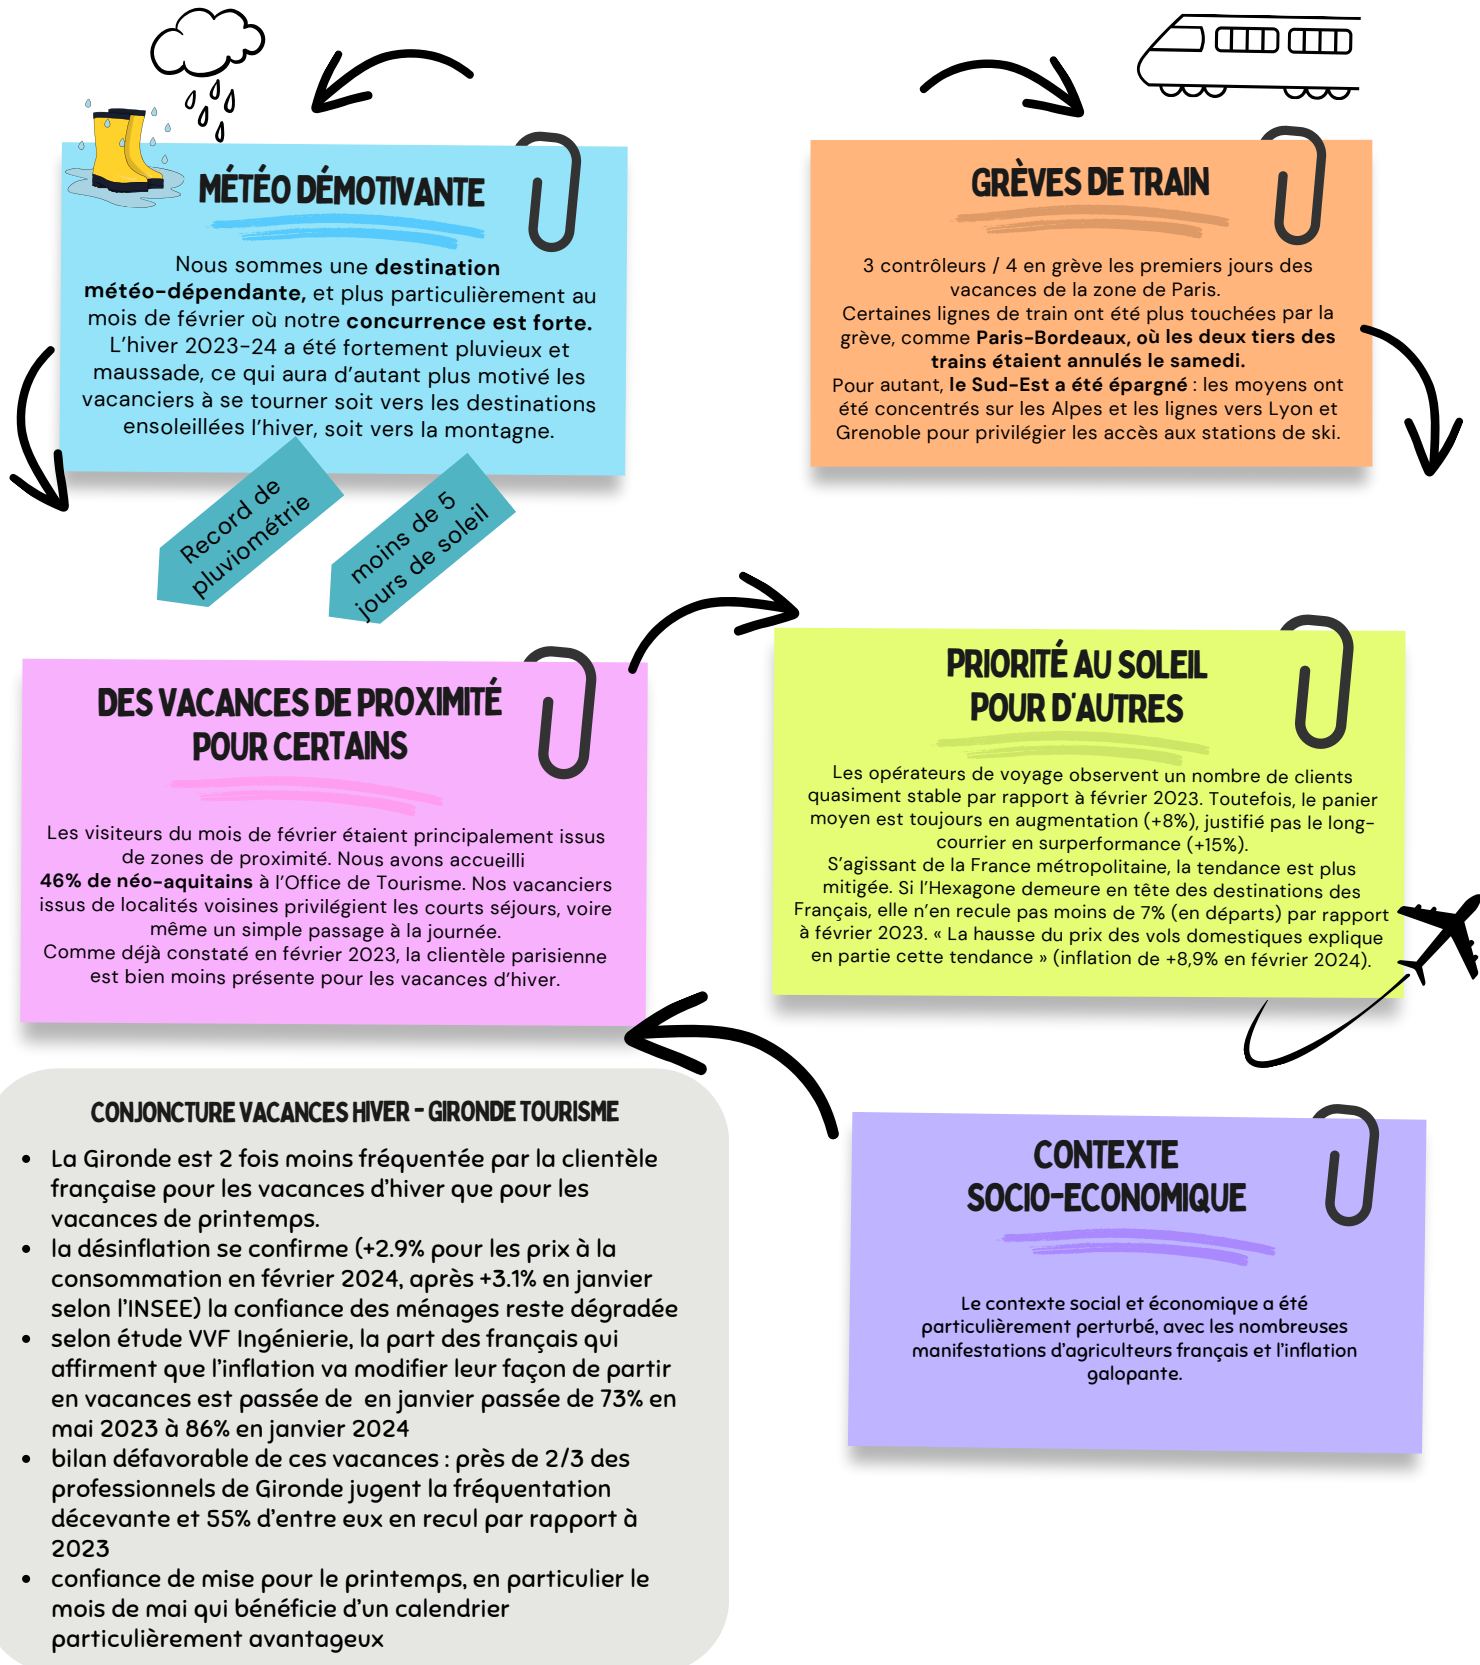 MÉTÉO DÉMOTIVANTE
Nous sommes une destination
météo-dépendante, et plus particulièrement au
mois de février où notre concurrence est forte.
L'hiver 2023-24 a été fortement pluvieux et
maussade, ce qui aura d'autant plus motivé les
vacanciers à se tourner soit vers les destinations
ensoleillées l'hiver, soit vers la montagne.
Record de
pluviométrie
moins de 5
jours de soleil
GRÈVES DE TRAIN
3 contrôleurs / 4 en grève les premiers jours des
vacances de la zone de Paris.
Certaines lignes de train ont été plus touchées par la
grève, comme Paris-Bordeaux, où les deux tiers des
trains étaient annulés le samedi.
Pour autant, le Sud-Est a été épargné : les moyens ont
été concentrés sur les Alpes et les lignes vers Lyon et
Grenoble pour privilégier les accès aux stations de ski.
DES VACANCES DE PROXIMITÉ
POUR CERTAINS
Les visiteurs du mois de février étaient principalement issus
de zones de proximité. Nous avons accueilli
46% de néo-aquitains à l'Office de Tourisme. Nos vacanciers
issus de localités voisines privilégient les courts séjours, voire
même un simple passage à la journée.
Comme déjà constaté en février 2023, la clientèle parisienne
est bien moins présente pour les vacances d'hiver.
PRIORITÉ AU SOLEIL
POUR D'AUTRES
Les opérateurs de voyage observent un nombre de clients
quasiment stable par rapport à février 2023. Toutefois, le panier
moyen est toujours en augmentation (+8%), justifié pas le long-
courrier en surperformance (+15%).
S'agissant de la France métropolitaine, la tendance est plus
mitigée. Si l'Hexagone demeure en tête des destinations des
Français, elle n'en recule pas moins de 7% (en départs) par rapport
à février 2023. « La hausse du prix des vols domestiques explique
en partie cette tendance » (inflation de +8,9% en février 2024).
CONJONCTURE VACANCES HIVER - GIRONDE TOURISME
• La Gironde est 2 fois moins fréquentée par la clientèle
française pour les vacances d'hiver que pour les
vacances de printemps.
• la désinflation se confirme (+2.9% pour les prix à la
consommation en février 2024, après +3.1% en janvier
selon l'INSEE) la confiance des ménages reste dégradée
• selon étude VVF Ingénierie, la part des français qui
affirment que l'inflation va modifier leur façon de partir
en vacances est passée de  en janvier passée de 73% en
mai 2023 à 86% en janvier 2024
• bilan défavorable de ces vacances : près de 2/3 des
professionnels de Gironde jugent la fréquentation
décevante et 55% d'entre eux en recul par rapport à
2023
• confiance de mise pour le printemps, en particulier le
mois de mai qui bénéficie d'un calendrier
particulièrement avantageux
CONTEXTE
SOCIO-ECONOMIQUE
Le contexte social et économique a été
particulièrement perturbé, avec les nombreuses
manifestations d'agriculteurs français et l'inflation
galopante.